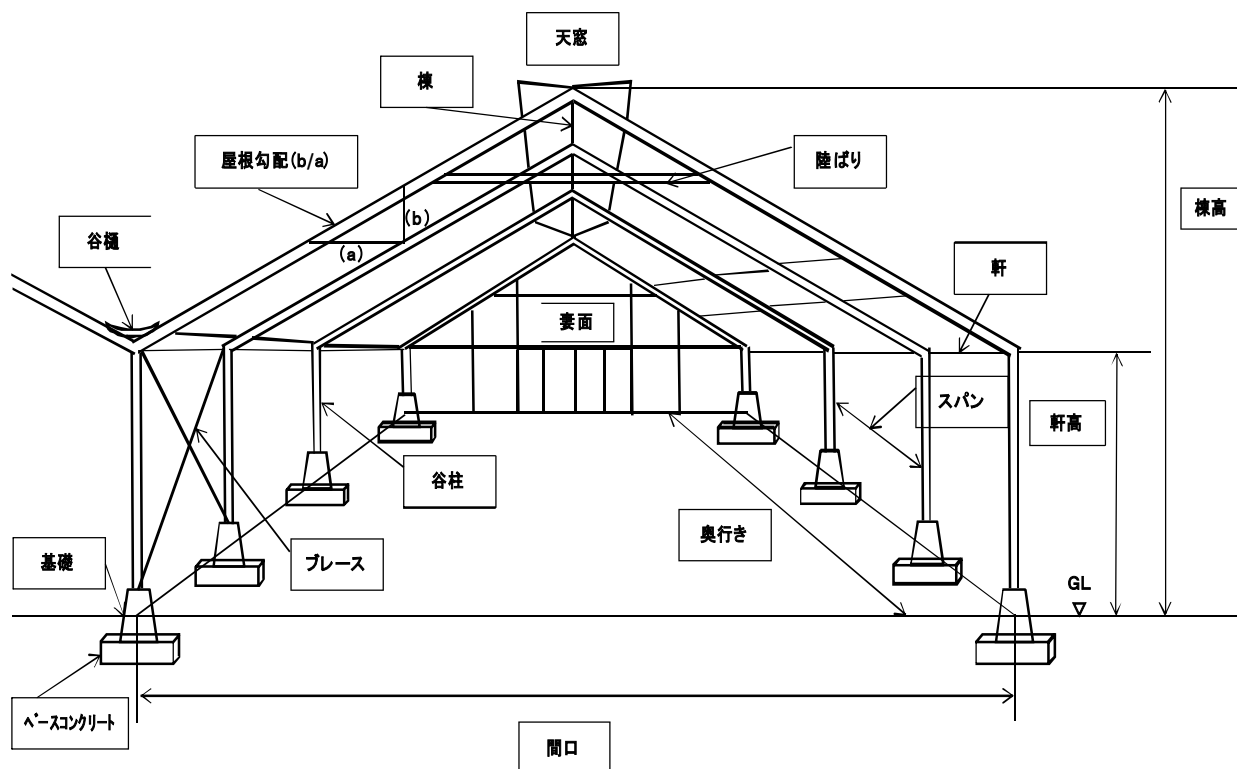 天窓
棟
屋根勾配(b/a)
陸ばり
棟高
(b)
谷樋
(a)
軒
妻面
スパン
軒高
谷柱
奥行き
基礎
ブレース
GL
ベースコンクリート
間口